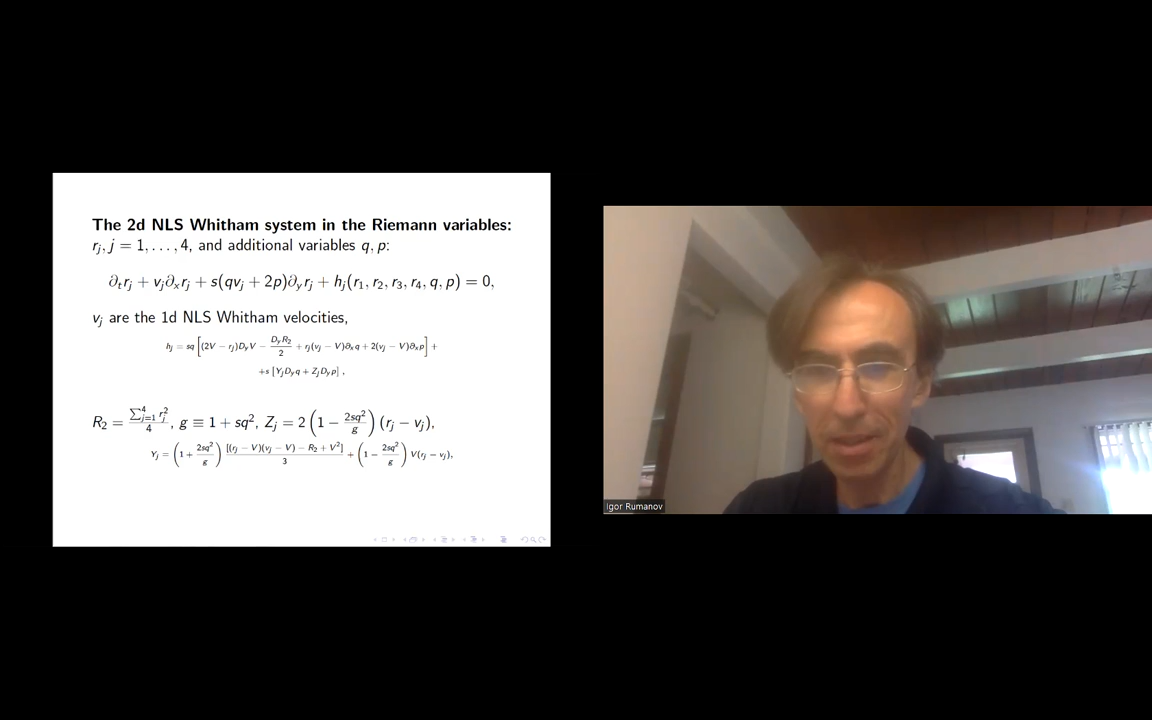 The 2d NLS Whitham system in the Riemann variables:
r_j, j = 1, . . . , 4, and additional variables q, p:
∂_t r_j + v_j ∂_x r_j + s(qv_j + 2p)∂_y r_j + h_j(r_1, r_2, r_3, r_4, q, p) = 0,
v_j are the 1d NLS Whitham velocities,
h_j = sq [(2V − r_j)D_y V − D_y R_2 / 2 + r_j(v_j − V)∂_x q + 2(v_j − V)∂_x p] +
+s [Y_j D_y q + Z_j D_y p] ,
R_2 = ∑_{j=1}^4 r_j^2 / 4, g ≡ 1 + sq^2, Z_j = 2 (1 − 2sq^2 / g) (r_j − v_j),
Y_j = (1 + 2sq^2 / g) [(r_j − V)(v_j − V) − R_2 + V^2] / 3 + (1 − 2sq^2 / g) V(r_j − v_j),
Igor Rumanov